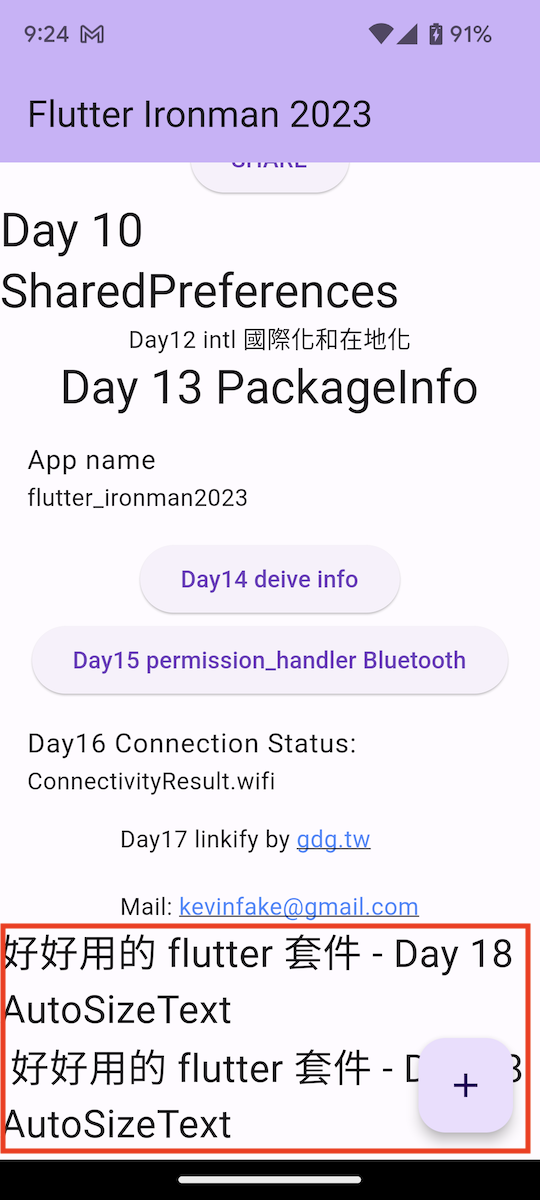 9:24
91%
Flutter Ironman 2023
SHARE
Day 10
SharedPreferences
Day12 intl 國際化和在地化
Day 13 PackageInfo
App name
flutter_ironman2023
Day14 deive info
Day15 permission_handler Bluetooth
Day16 Connection Status:
ConnectivityResult.wifi
Day17 linkify by gdg.tw
Mail: kevinfake@gmail.com
好好用的 flutter 套件 - Day 18
AutoSizeText
好好用的 flutter 套件 -
AutoSizeText
+